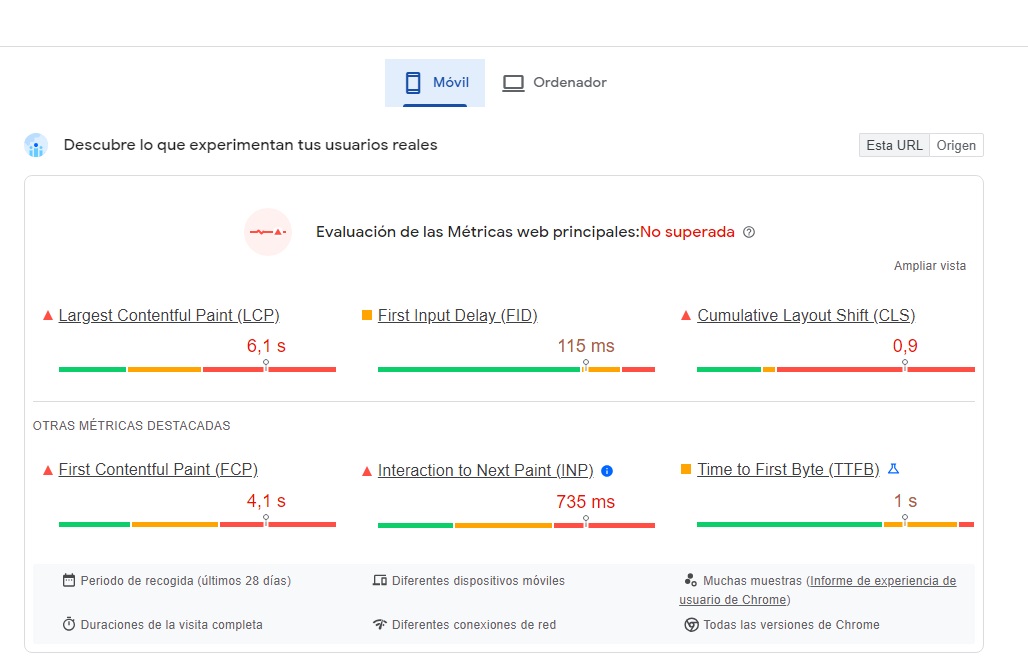 Móvil
Ordenador
Descubre lo que experimentan tus usuarios reales
Esta URL
Origen
Evaluación de las Métricas web principales:No superada
Ampliar vista
Largest Contentful Paint (LCP)
6,1 s
First Input Delay (FID)
115 ms
Cumulative Layout Shift (CLS)
0,9
OTRAS MÉTRICAS DESTACADAS
First Contentful Paint (FCP)
4,1 s
Interaction to Next Paint (INP)
735 ms
Time to First Byte (TTFB)
1 s
Periodo de recogida (últimos 28 días)
Diferentes dispositivos móviles
Muchas muestras (Informe de experiencia de
usuario de Chrome)
Duraciones de la visita completa
Diferentes conexiones de red
Todas las versiones de Chrome